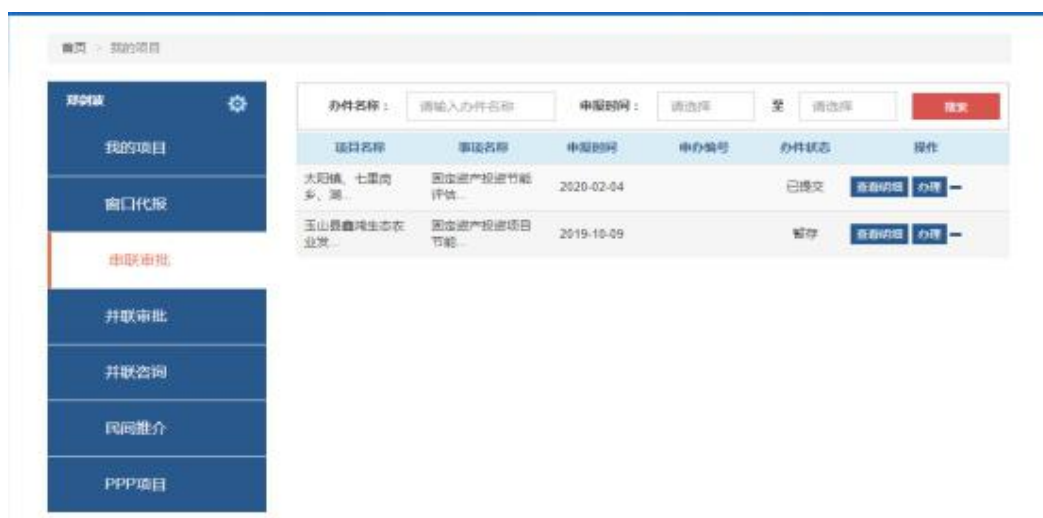 首页 > 我的项目
办件名称： 请输入办件名称 申报时间： 请选择 至 请选择 搜索
我的项目
窗口代报
串联审批
并联审批
并联咨询
民间推介
PPP项目
项目名称 事项名称 申报时间 申办编号 办件状态 操作
大阳镇、七里岗 固定资产投资节能
乡、湖... 评估... 2020-02-04 已提交 查看明细 办理
玉山县鑫鸿生态农 固定资产投资项目
业发... 节能... 2019-10-09 暂存 查看明细 办理